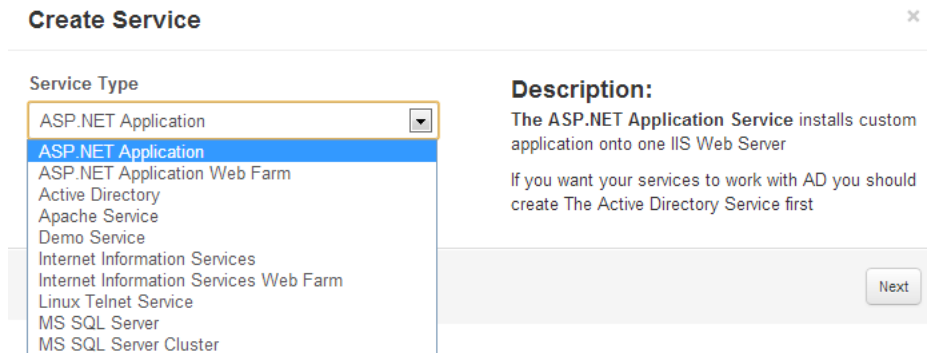 Create Service
×
Service Type
ASP.NET Application
ASP.NET Application
ASP.NET Application Web Farm
Active Directory
Apache Service
Demo Service
Internet Information Services
Internet Information Services Web Farm
Linux Telnet Service
MS SQL Server
MS SQL Server Cluster
Description:
The ASP.NET Application Service installs custom
application onto one IIS Web Server
If you want your services to work with AD you should
create The Active Directory Service first
Next